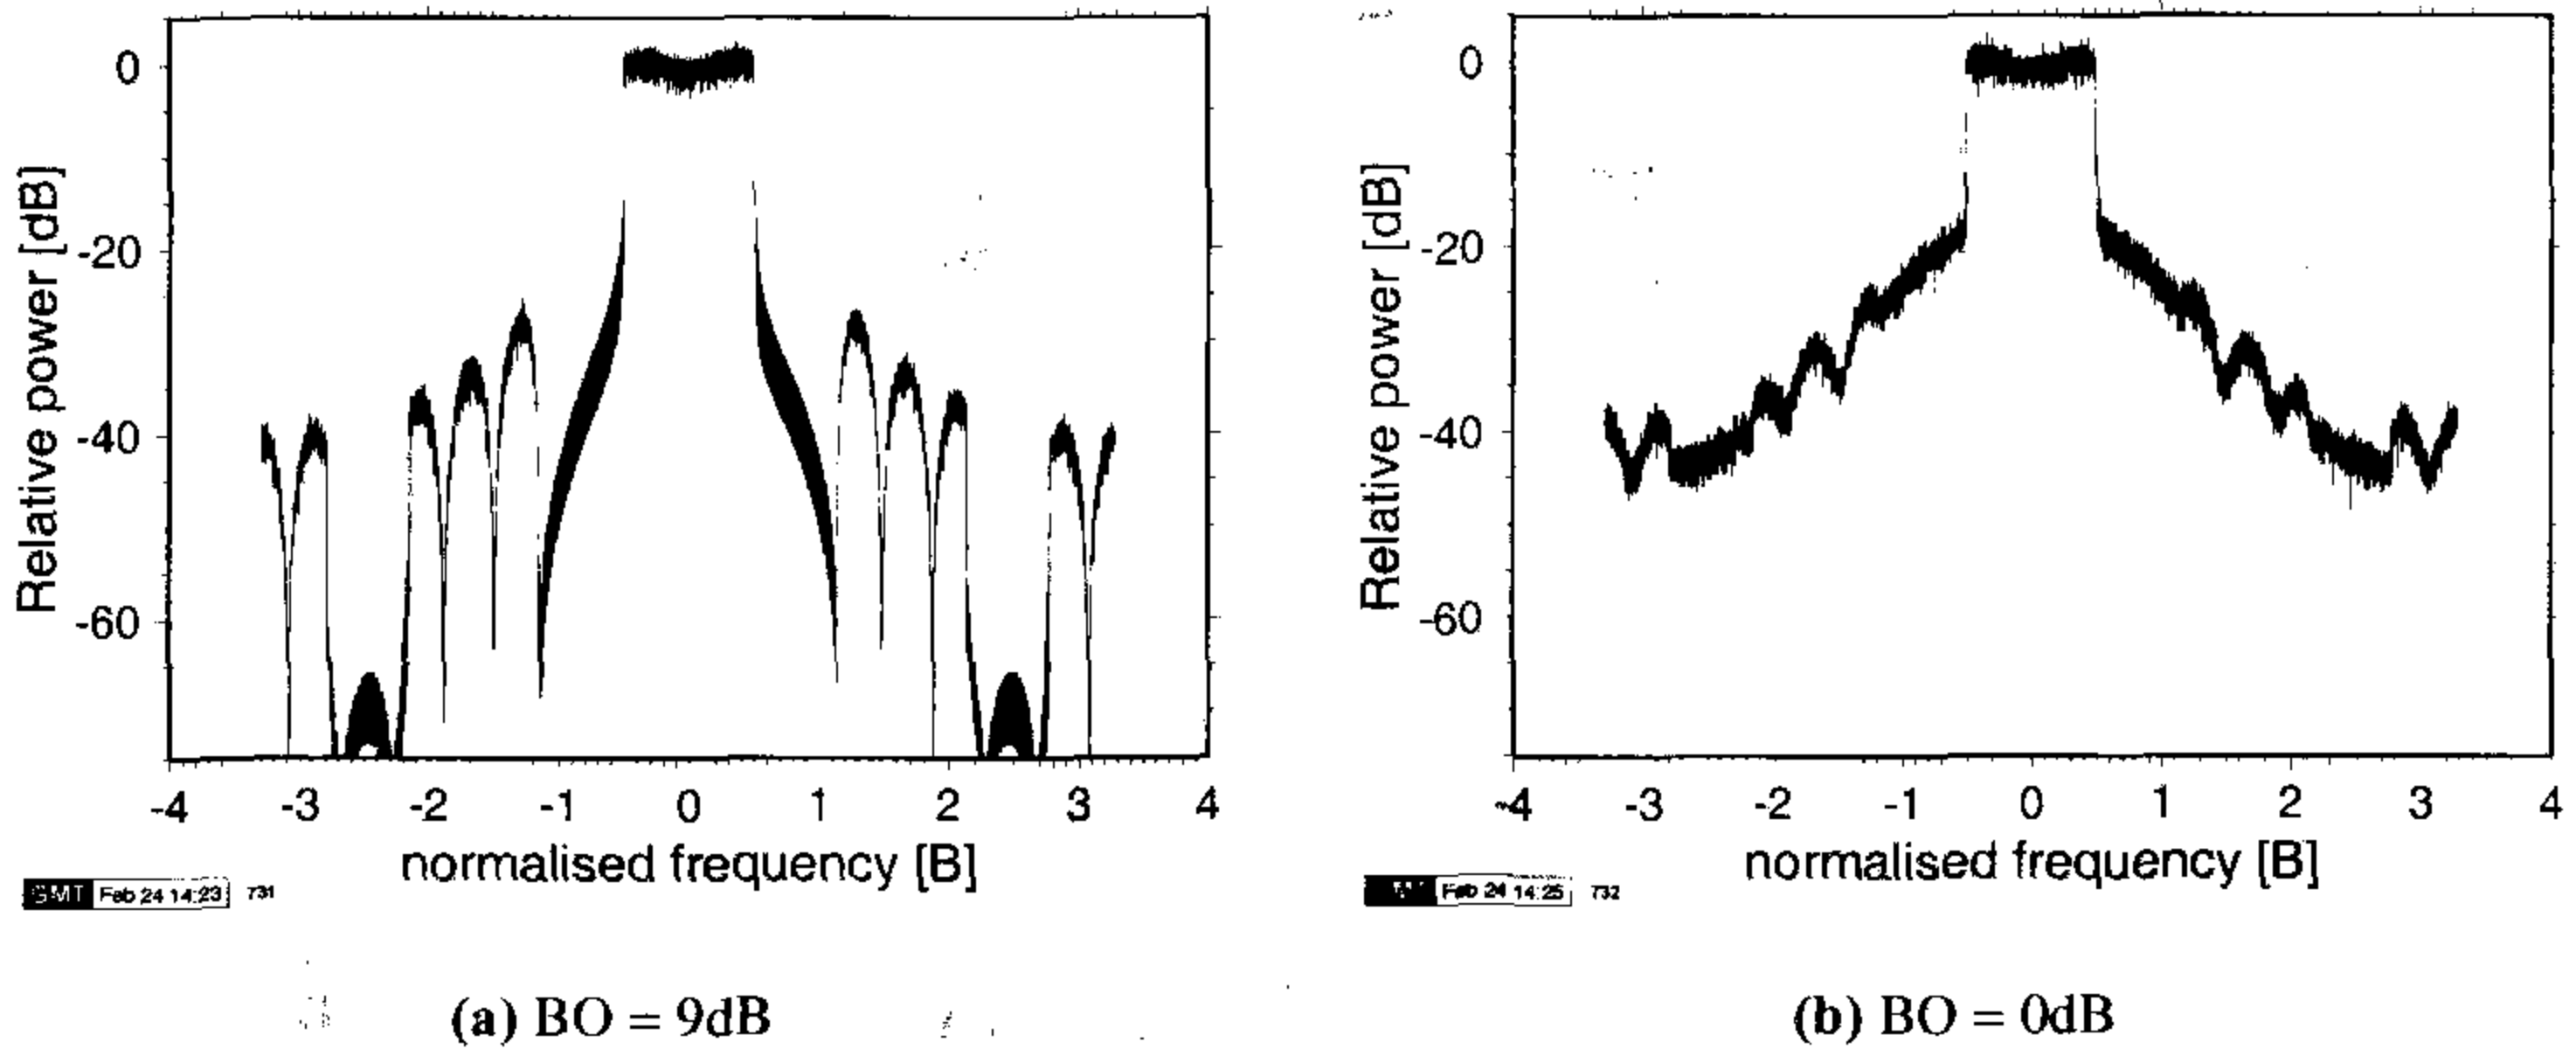 0
-20
-40
-60
Relative power [dB]
-4 -3 -2 -1 0 1 2 3 4
normalised frequency [B]
GMT Feb 24 14:23 731
(a) BO = 9dB
0
-20
-40
-60
Relative power [dB]
-4 -3 -2 -1 0 1 2 3 4
normalised frequency [B]
Feb 24 14:25 732
(b) BO = 0dB